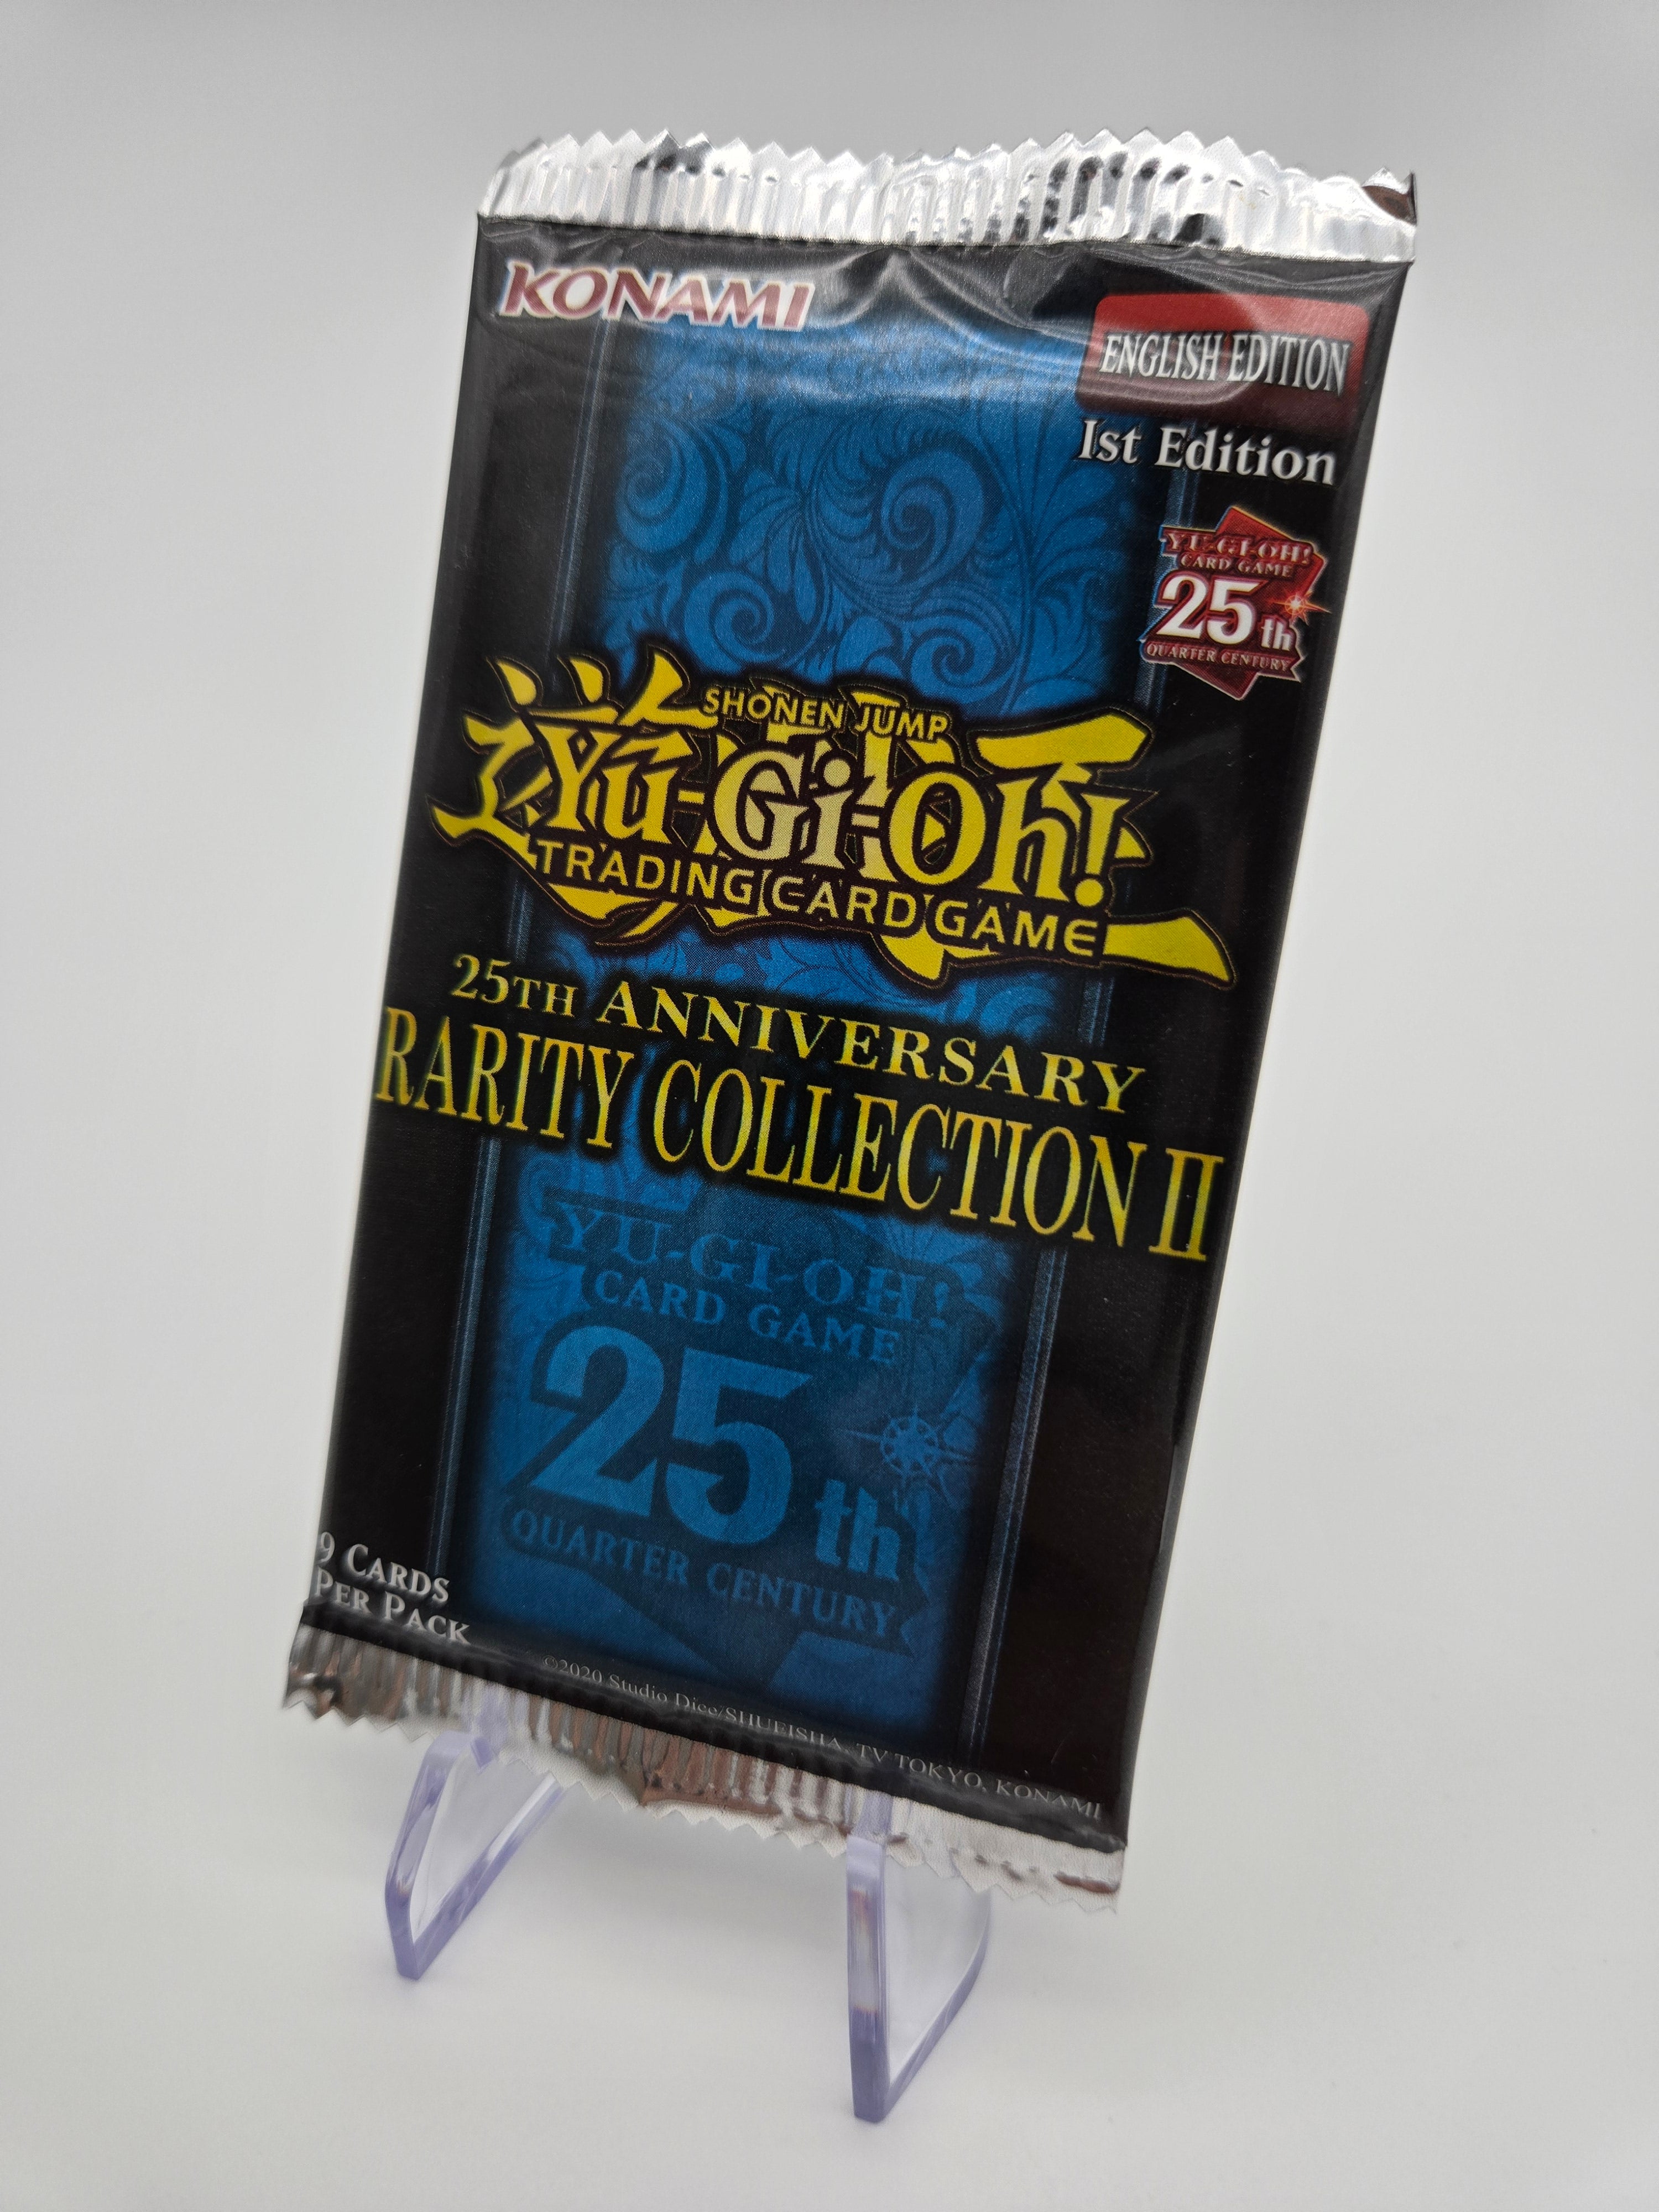 KONAMI
ENGLISH EDITION
1st Edition
YU-GI-OH!
CARD GAME
25th
QUARTER CENTURY
遊戯王
SHONEN JUMP
Yu-Gi-Oh!
TRADING CARD GAME
25TH ANNIVERSARY
RARITY COLLECTION II
YU-GI-OH!
CARD GAME
25th
QUARTER CENTURY
9 CARDS
PER PACK
©2020 Studio Dice/SHUEISHA, TV TOKYO, KONAMI